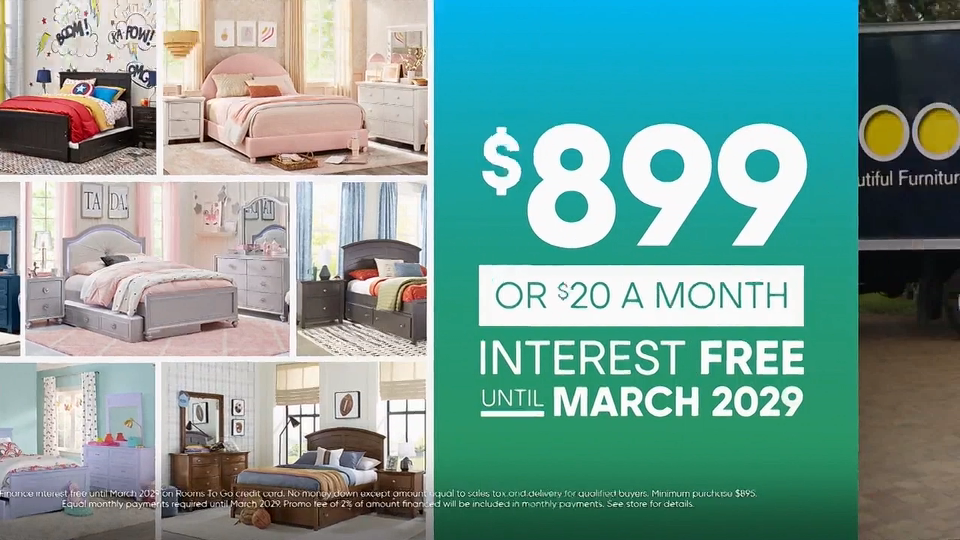 BOOM!
KA-POW!
OMG
TA DA!
$899
OR $20 A MONTH
INTEREST FREE
UNTIL MARCH 2029
utiful Furnitur
Finance interest free until March 2029 on Rooms To Go credit card. No money down except amount equal to sales tax and delivery for qualified buyers. Minimum purchase $895.
Equal monthly payments required until March 2029. Promo fee of 2% of amount financed will be included in monthly payments. See store for details.